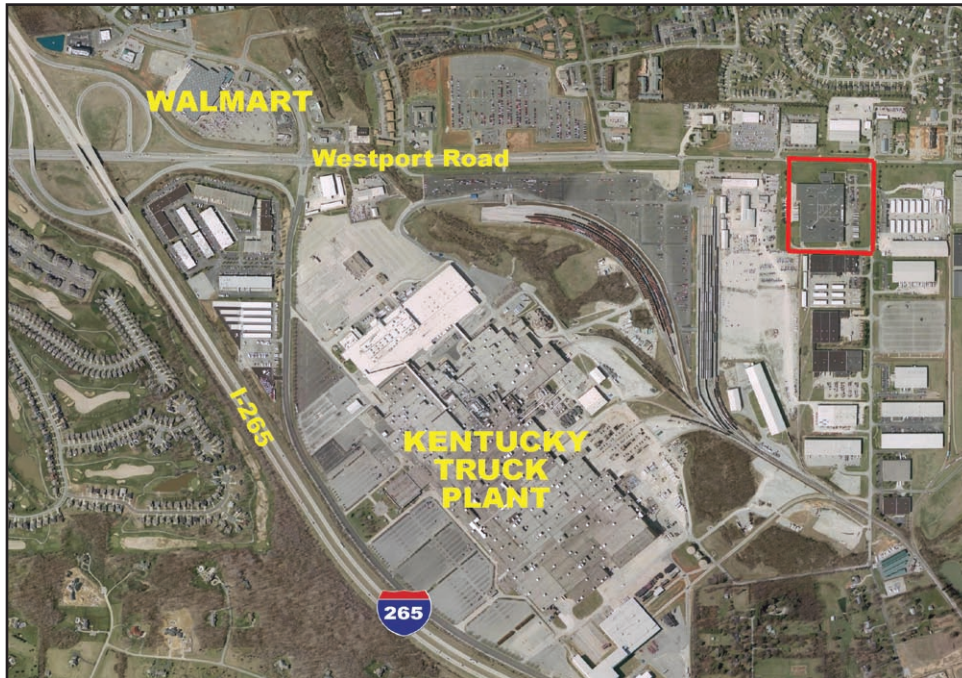 WALMART
Westport Road
I-265
KENTUCKY
TRUCK
PLANT
265